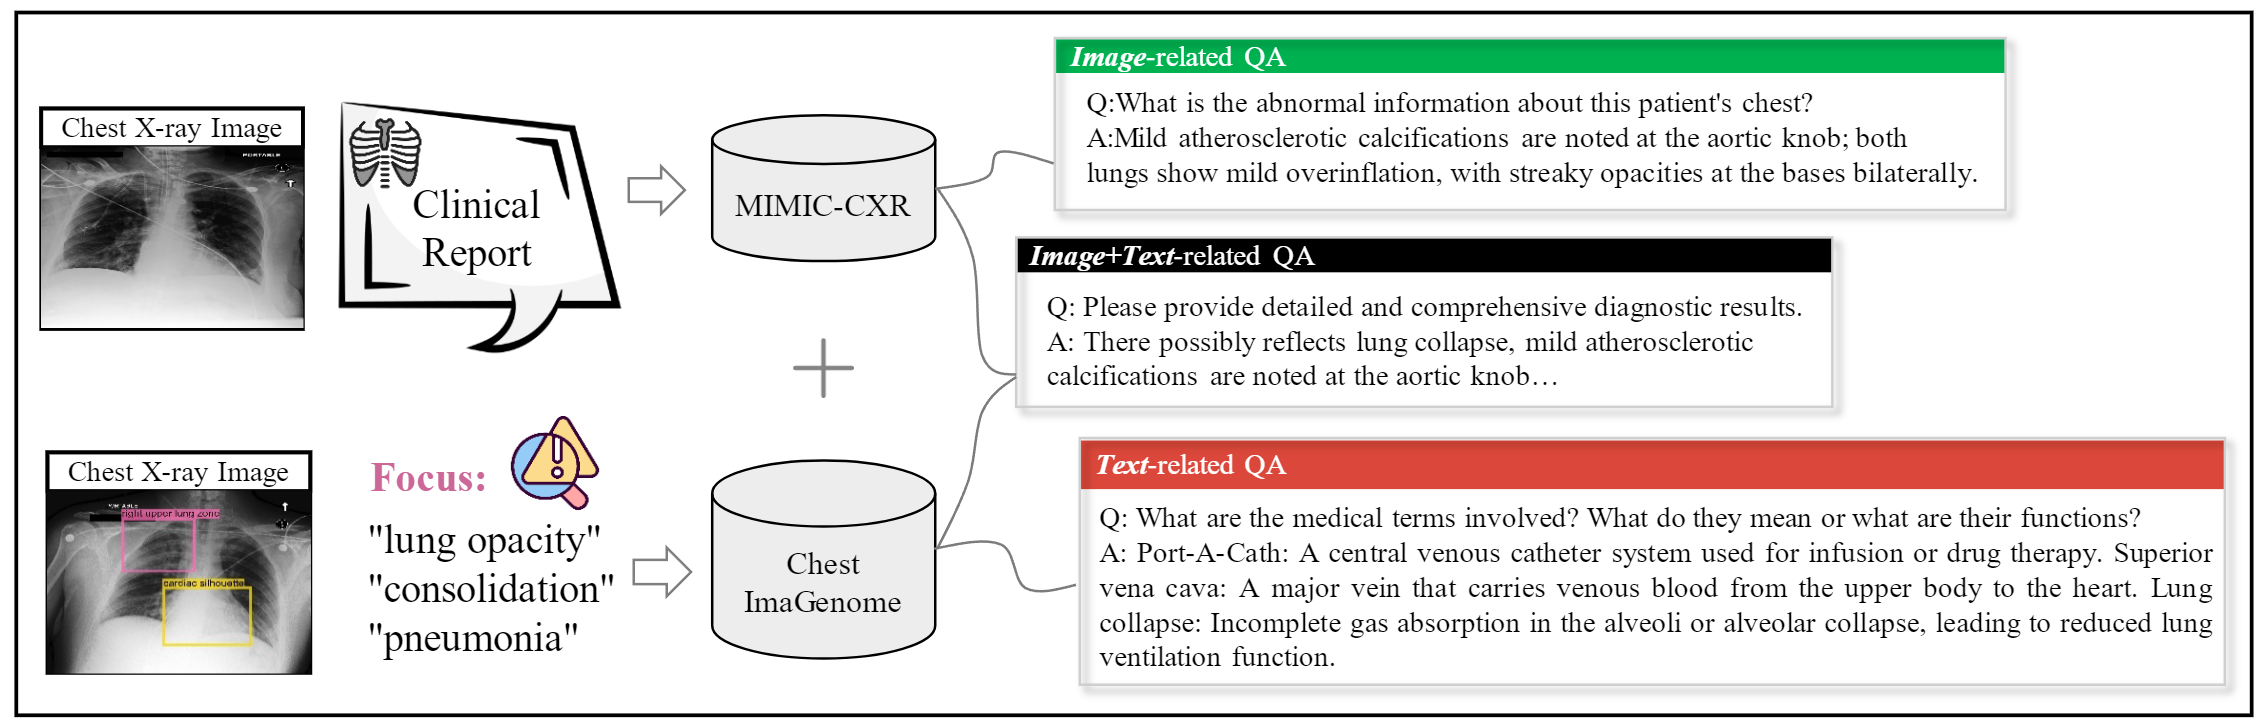 Chest X-ray Image
PORTABLE
Clinical
Report
MIMIC-CXR
Image-related QA
Q:What is the abnormal information about this patient's chest?
A:Mild atherosclerotic calcifications are noted at the aortic knob; both
lungs show mild overinflation, with streaky opacities at the bases bilaterally.
Image+Text-related QA
Q: Please provide detailed and comprehensive diagnostic results.
A: There possibly reflects lung collapse, mild atherosclerotic
calcifications are noted at the aortic knob…
Chest X-ray Image
right upper lung zone
cardiac silhouette
Focus:
"lung opacity"
"consolidation"
"pneumonia"
Chest
ImaGenome
Text-related QA
Q: What are the medical terms involved? What do they mean or what are their functions?
A: Port-A-Cath: A central venous catheter system used for infusion or drug therapy. Superior
vena cava: A major vein that carries venous blood from the upper body to the heart. Lung
collapse: Incomplete gas absorption in the alveoli or alveolar collapse, leading to reduced lung
ventilation function.